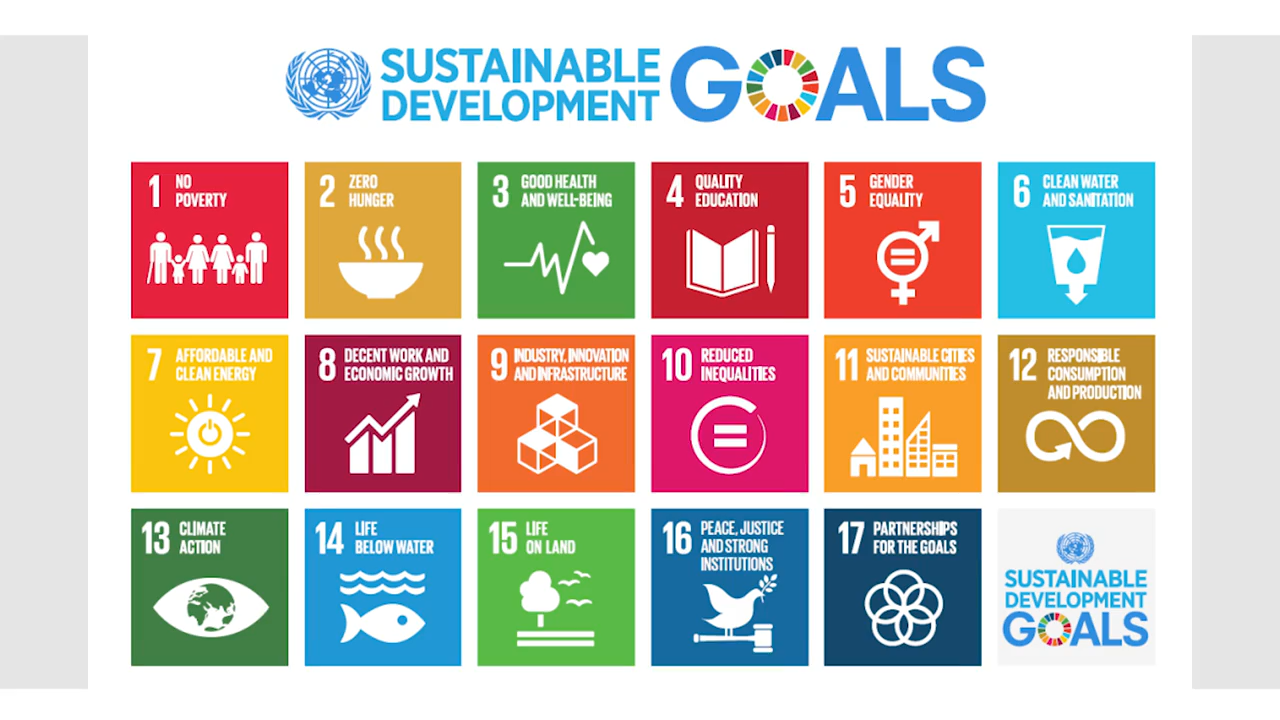 SUSTAINABLE
DEVELOPMENT
GOALS
1 NO
POVERTY
2 ZERO
HUNGER
3 GOOD HEALTH
AND WELL-BEING
4 QUALITY
EDUCATION
5 GENDER
EQUALITY
6 CLEAN WATER
AND SANITATION
7 AFFORDABLE AND
CLEAN ENERGY
8 DECENT WORK AND
ECONOMIC GROWTH
9 INDUSTRY, INNOVATION
AND INFRASTRUCTURE
10 REDUCED
INEQUALITIES
11 SUSTAINABLE CITIES
AND COMMUNITIES
12 RESPONSIBLE
CONSUMPTION
AND PRODUCTION
13 CLIMATE
ACTION
14 LIFE
BELOW WATER
15 LIFE
ON LAND
16 PEACE, JUSTICE
AND STRONG
INSTITUTIONS
17 PARTNERSHIPS
FOR THE GOALS
SUSTAINABLE
DEVELOPMENT
GOALS